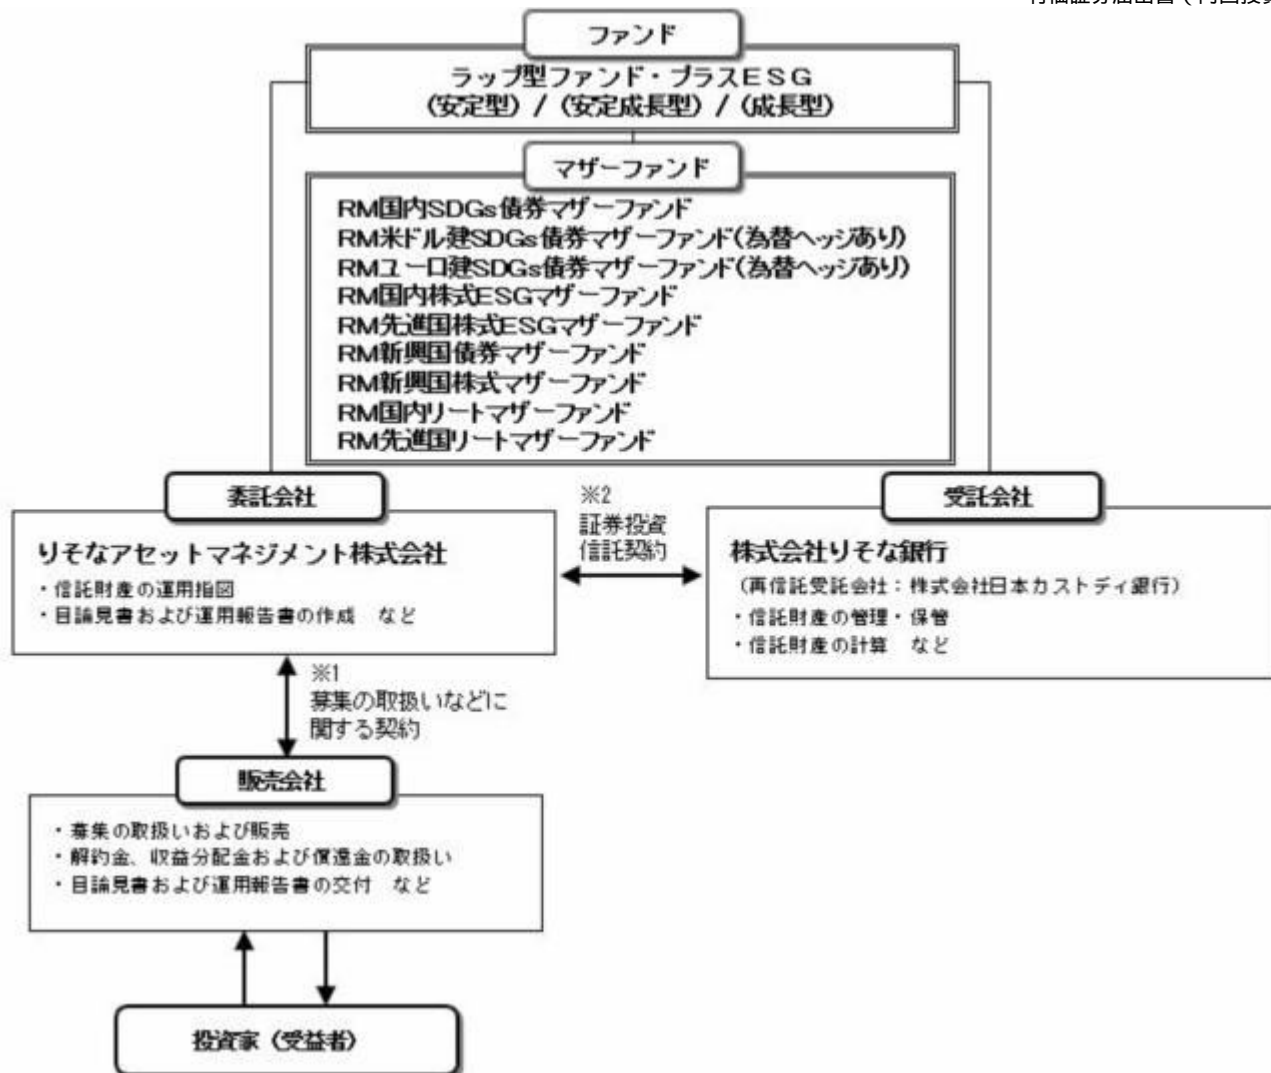 ファンド
ラップ型ファンド・プラスESG
(安定型) / (安定成長型) / (成長型)
マザーファンド
RM国内SDGs債券マザーファンド
RM米ドル建SDGs債券マザーファンド(為替ヘッジあり)
RMユーロ建SDGs債券マザーファンド(為替ヘッジあり)
RM国内株式ESGマザーファンド
RM先進国株式ESGマザーファンド
RM新興国債券マザーファンド
RM新興国株式マザーファンド
RM国内リートマザーファンド
RM先進国リートマザーファンド
委託会社
りそなアセットマネジメント株式会社
・信託財産の運用指図
・目論見書および運用報告書の作成 など
※2
証券投資
信託契約
受託会社
株式会社りそな銀行
(再信託受託会社：株式会社日本カストディ銀行)
・信託財産の管理・保管
・信託財産の計算 など
※1
募集の取扱いなどに
関する契約
販売会社
・募集の取扱いおよび販売
・解約金、収益分配金および償還金の取扱い
・目論見書および運用報告書の交付 など
投資家（受益者）